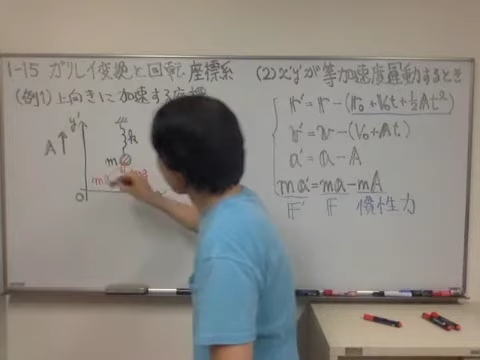 1-15 ガリレイ変換と回転座標系
(例1)上向きに加速する座標
y'
A
k
m
mg
m
O
(2)x'y'が等加速度運動するとき
r' = r - (r₀ + V₀t + ½At²)
v' = v - (V₀ + At)
a' = a - A
ma' = ma - mA
F' F 慣性力